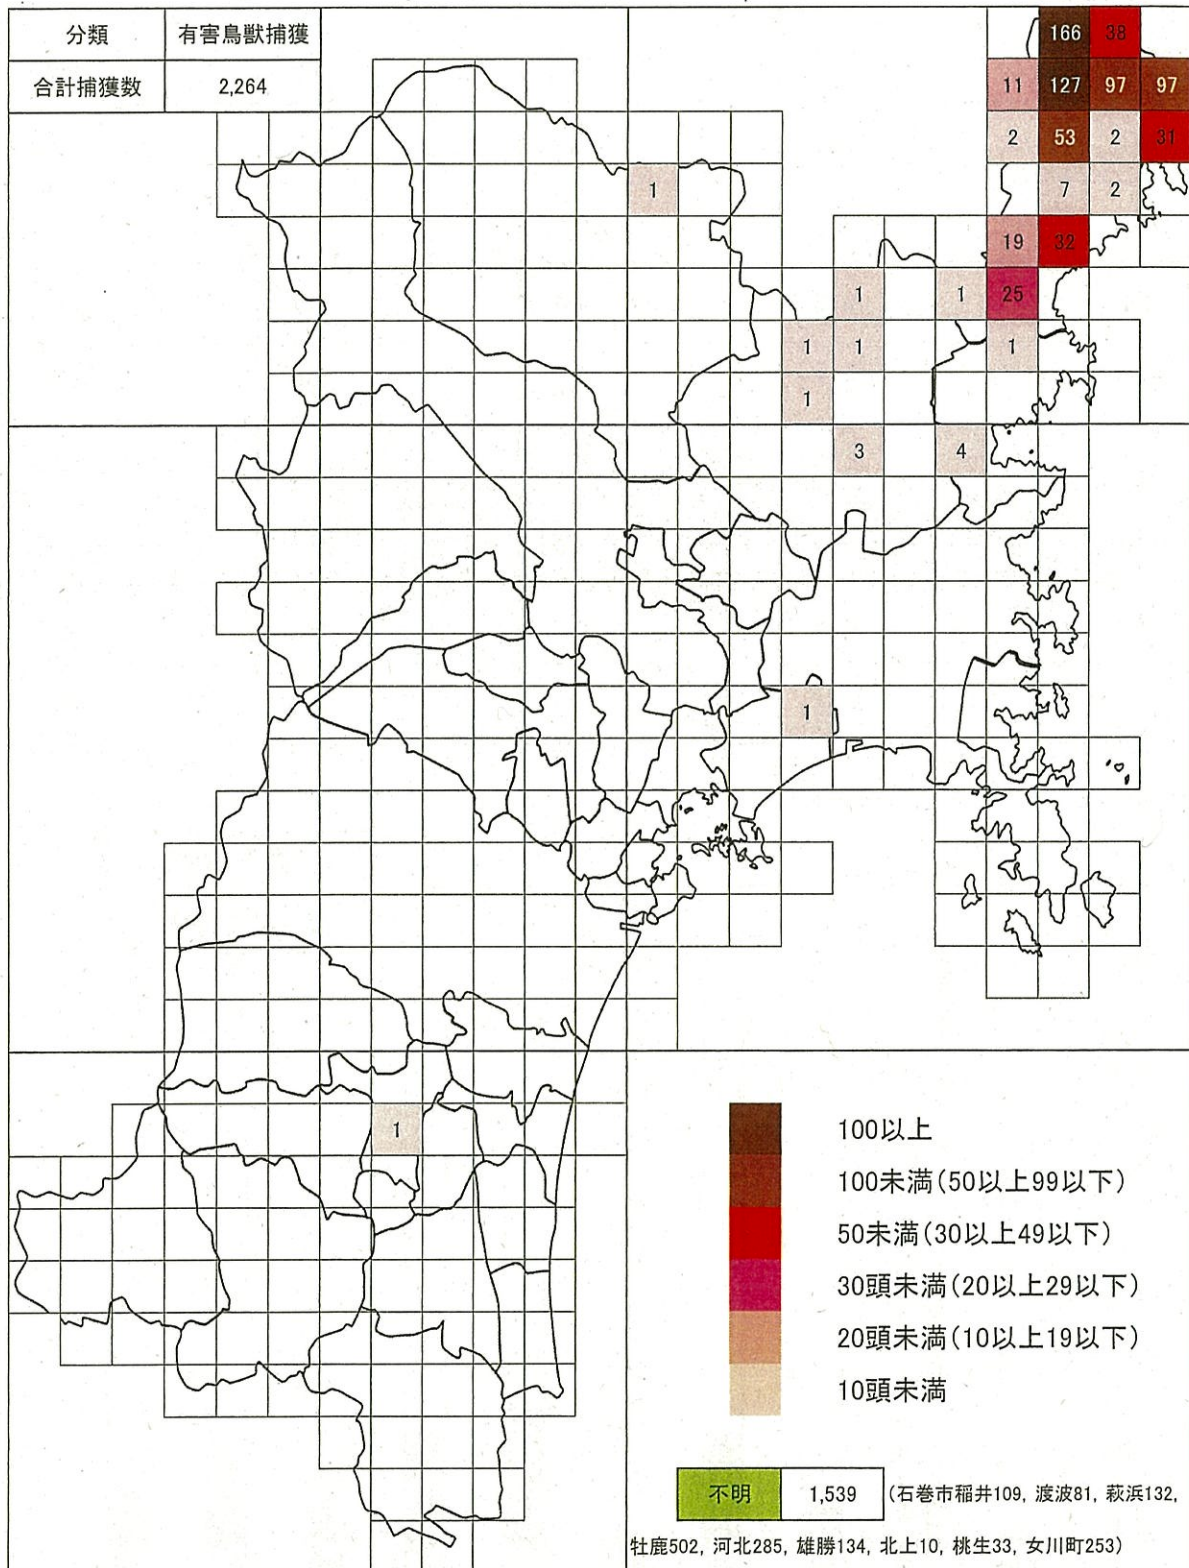 分類 有害鳥獣捕獲
合計捕獲数 2,264
166 38
11 127 97 97
2 53 2 31
1 7 2
19 32
1 1 25
1 1 1
1
3 4
1
1
100以上
100未満(50以上99以下)
50未満(30以上49以下)
30頭未満(20以上29以下)
20頭未満(10以上19以下)
10頭未満
不明 1,539 (石巻市稲井109, 渡波81, 萩浜132,
牡鹿502, 河北285, 雄勝134, 北上10, 桃生33, 女川町253)